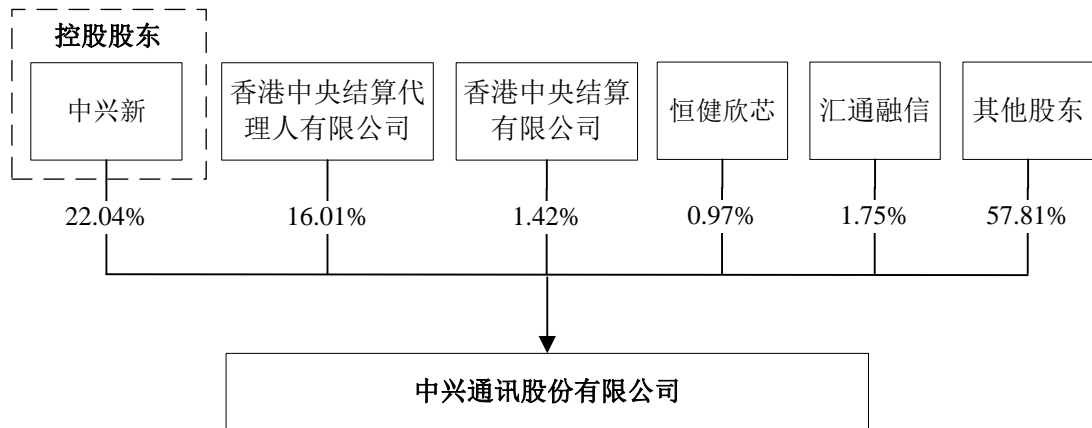 控股股东
中兴新
香港中央结算代
理人有限公司
香港中央结算
有限公司
恒健欣芯
汇通融信
其他股东
22.04%
16.01%
1.42%
0.97%
1.75%
57.81%
中兴通讯股份有限公司